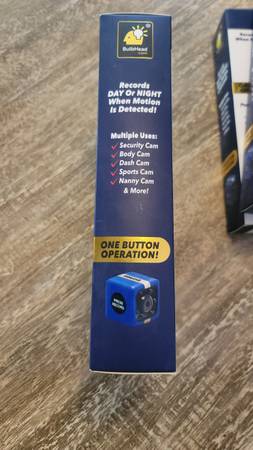 BulbHead
Records
DAY Or NIGHT
When Motion
Is Detected!
Multiple Uses:
Security Cam
Body Cam
Dash Cam
Sports Cam
Nanny Cam
& More!
ONE BUTTON
OPERATION!